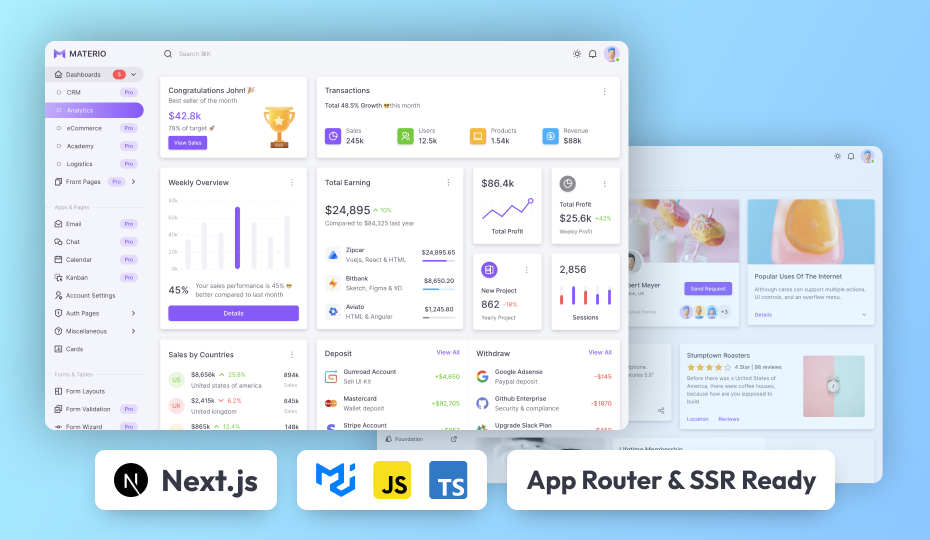 MATERIO
Search ⌘K
Dashboards 5
CRM Pro
Analytics
eCommerce Pro
Academy Pro
Logistics Pro
Front Pages Pro
Apps & Pages
Email Pro
Chat Pro
Calendar Pro
Kanban Pro
Account Settings
Auth Pages
Miscellaneous
Cards
Forms & Tables
Form Layouts
Form Validation Pro
Form Wizard Pro
Congratulations John! 🎉
Best seller of the month
$42.8k
78% of target 🚀
View Sales
Transactions
Total 48.5% Growth 😎 this month
Sales
245k
Users
12.5k
Products
1.54k
Revenue
$88k
Weekly Overview
80k
60k
40k
20k
0k
45%
Your sales performance is 45% 😎
better compared to last month
Details
Total Earning
$24,895 10%
Compared to $84,325 last year
Zipcar
Vuejs, React & HTML
$24,895.65
Bitbank
Sketch, Figma & XD
$8,650.20
Aviato
HTML & Angular
$1,245.80
$86.4k
Total Profit
Total Profit
$25.6k +42%
Weekly Profit
New Project
862 -18%
Yearly Project
2,856
Sessions
Sales by Countries
US
$8,656k 25.8%
United states of america
894k
Sales
UK
$2,415k 6.2%
United kingdom
645k
Sales
$865k 12.4%
148k
Deposit View All
Gumroad Account
Sell UI Kit
+$4,650
Mastercard
Wallet deposit
+$92,705
Stripe Account
Withdraw View All
Google Adsense
Paypal deposit
-$145
Github Enterprise
Security & compliance
-$1870
Upgrade Slack Plan
bert Meyer
Send Request
+3
Popular Uses Of The Internet
Although cards can support multiple actions,
UI controls, and an overflow menu.
Details
Stumptown Roasters
4 Star | 98 reviews
Before there was a United States
of America, there were coffee houses,
because how are you supposed to
build.
Location Reviews
Foundation
Lifetime Membership
Next.js
JS
TS
App Router & SSR Ready